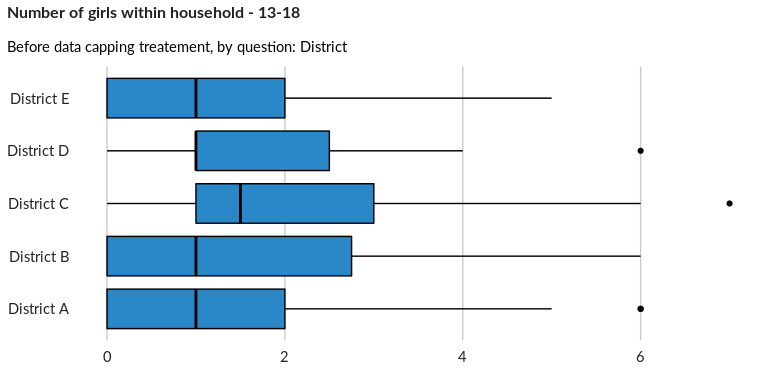 Number of girls within household - 13-18
Before data capping treatement, by question: District
District E
District D
District C
District B
District A
0 2 4 6